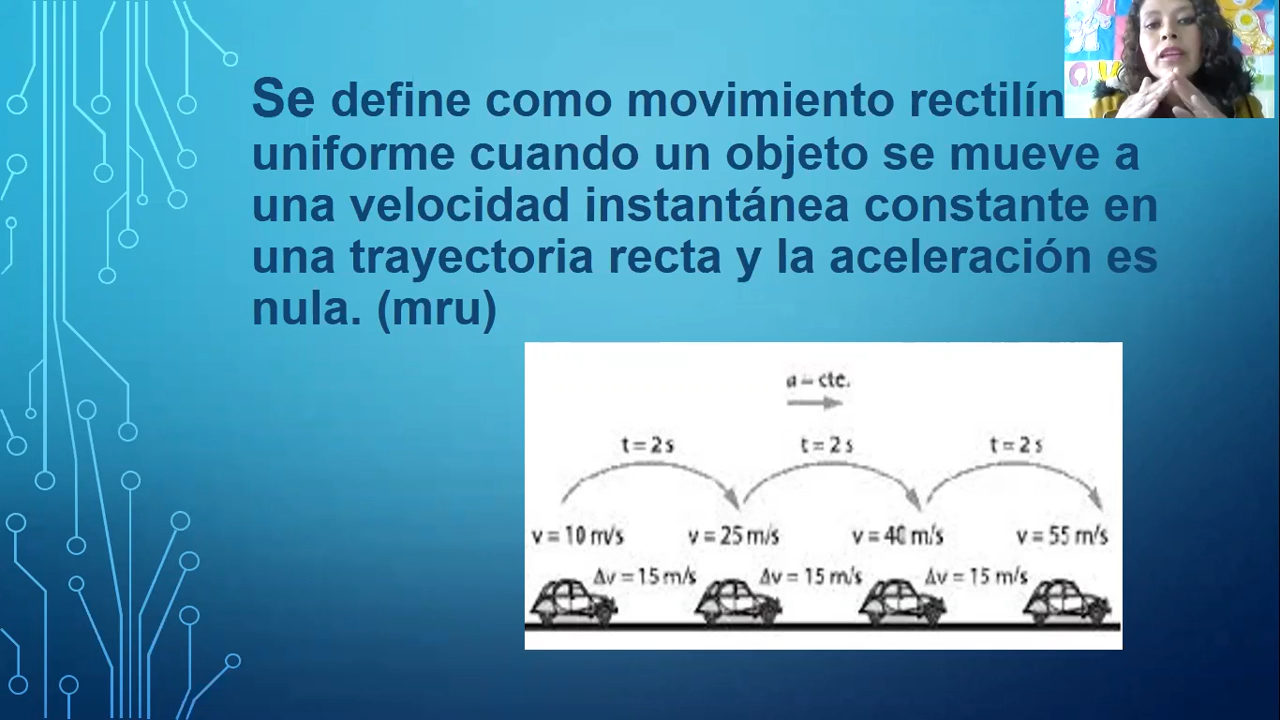 Se define como movimiento rectilín
uniforme cuando un objeto se mueve a
una velocidad instantánea constante en
una trayectoria recta y la aceleración es
nula. (mru)
a = cte.
t = 2 s t = 2 s t = 2 s
v = 10 m/s v = 25 m/s v = 40 m/s v = 55 m/s
Δv = 15 m/s Δv = 15 m/s Δv = 15 m/s